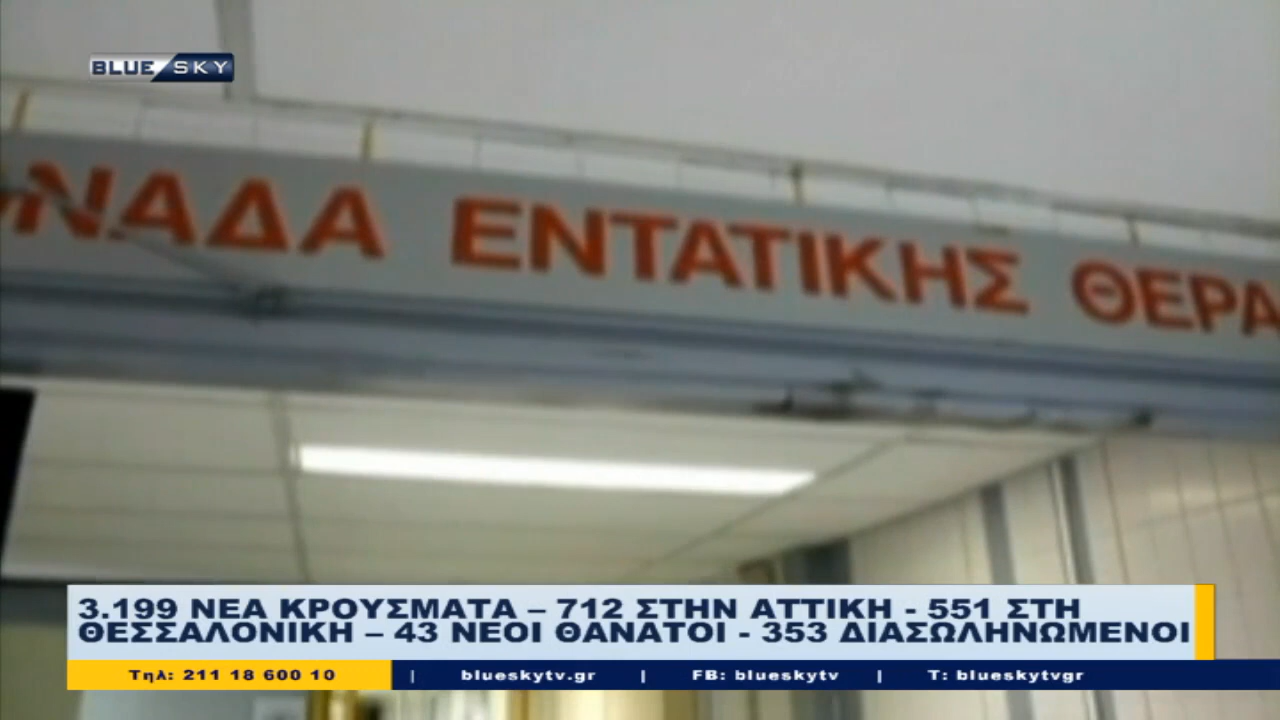 BLUE SKY
ΝΑΔΑ ΕΝΤΑΤΙΚΗΣ ΘΕΡΑ
3.199 ΝΕΑ ΚΡΟΥΣΜΑΤΑ – 712 ΣΤΗΝ ΑΤΤΙΚΗ - 551 ΣΤΗ
ΘΕΣΣΑΛΟΝΙΚΗ – 43 ΝΕΟΙ ΘΑΝΑΤΟΙ - 353 ΔΙΑΣΩΛΗΝΩΜΕΝΟΙ
Τηλ: 211 18 600 10 | blueskytv.gr | FB: blueskytv | T: blueskytvgr